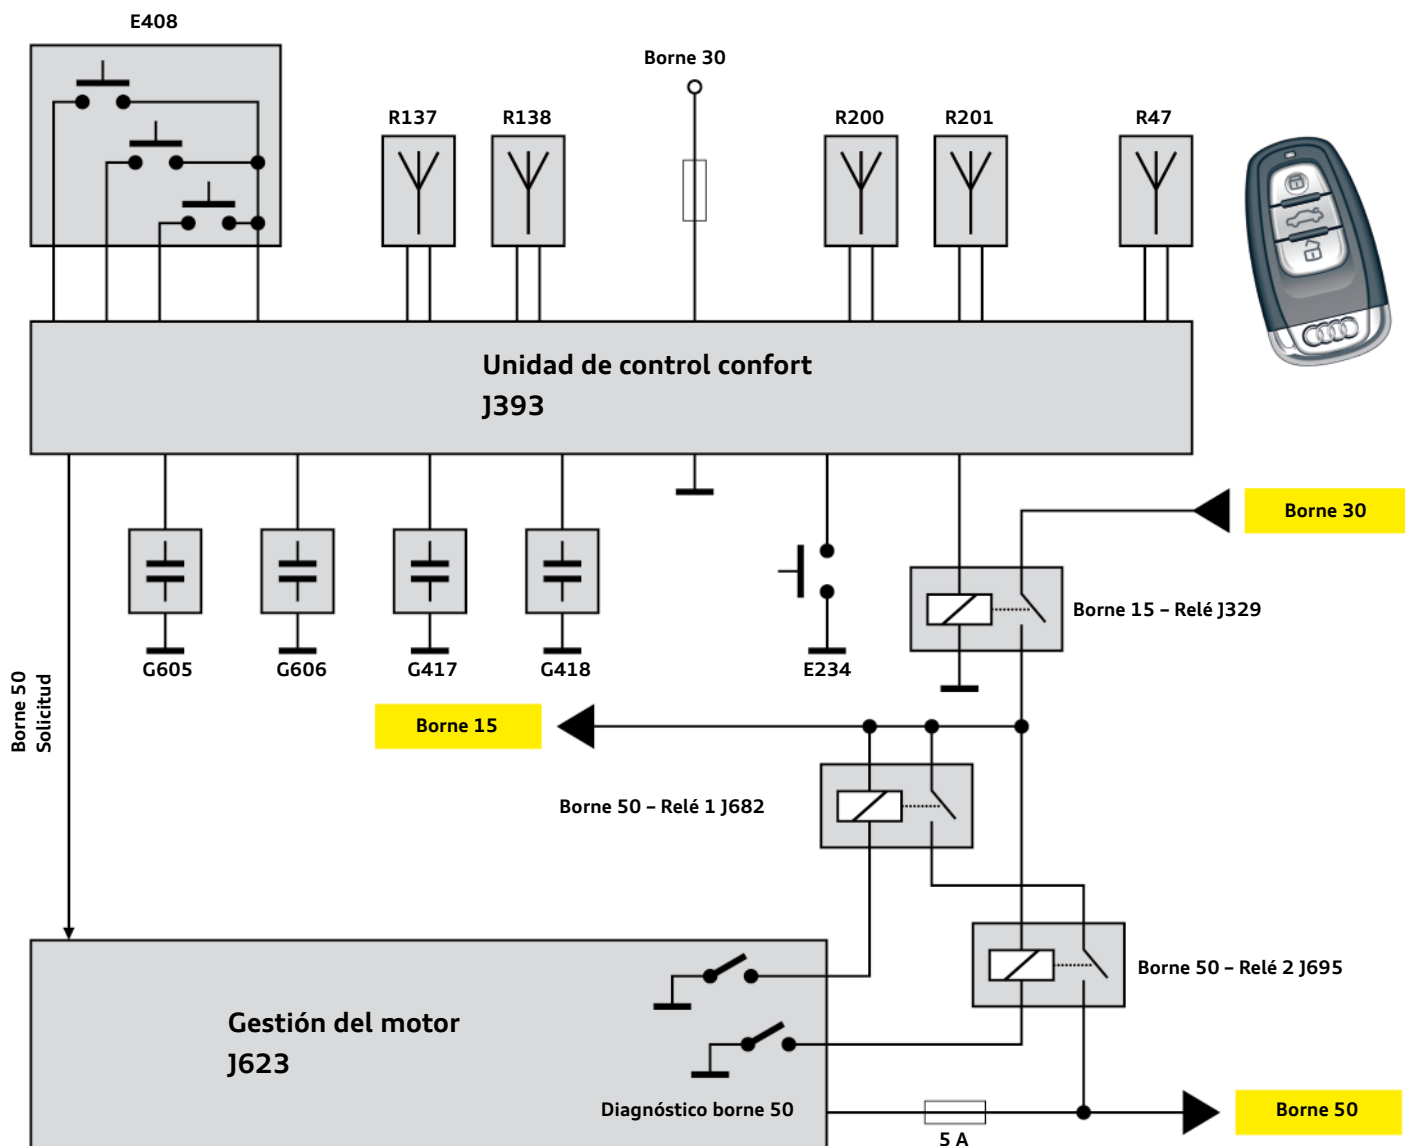 E408
Borne 30
R137
R138
R200
R201
R47
Unidad de control confort
J393
Borne 30
Borne 15 – Relé J329
G605
G606
G417
G418
E234
Borne 50
Solicitud
Borne 15
Borne 50 – Relé 1 J682
Borne 50 – Relé 2 J695
Gestión del motor
J623
Diagnóstico borne 50
5 A
Borne 50